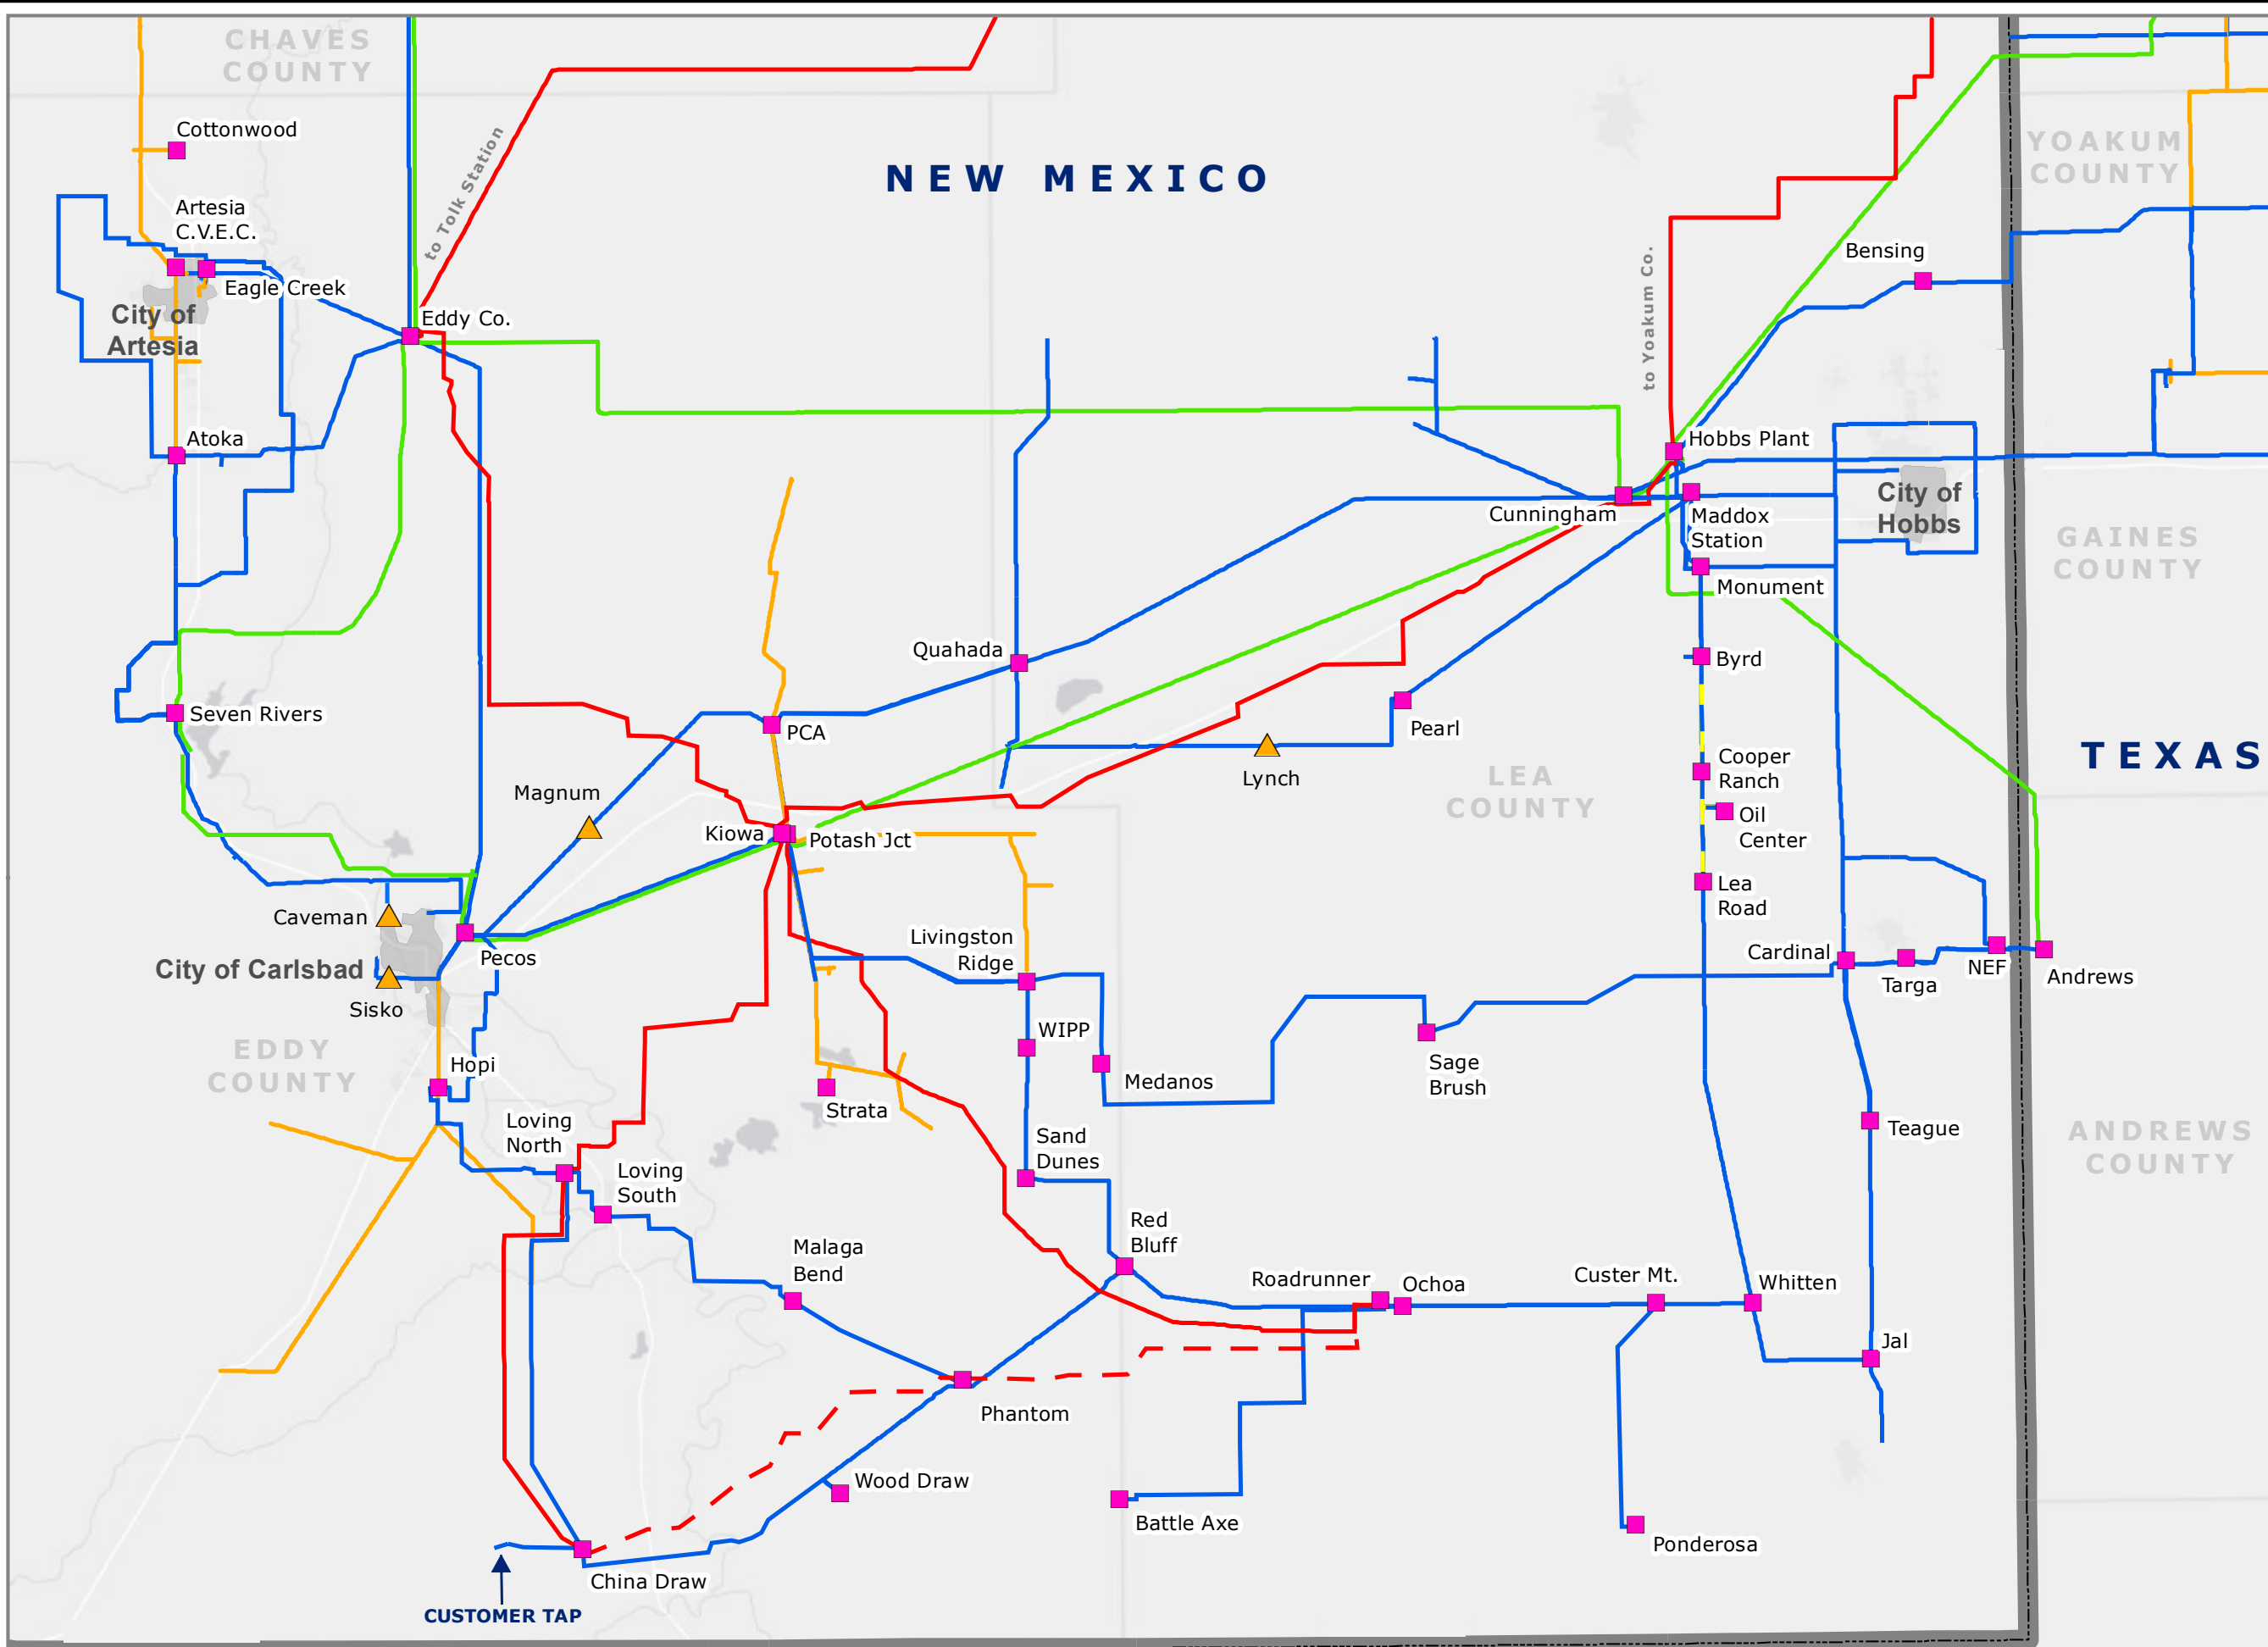 CHAVES
COUNTY
Cottonwood
to Tolk Station
NEW MEXICO
YOAKUM
COUNTY
Artesia
C.V.E.C.
Eagle Creek
City of
Artesia
Eddy Co.
to Yoakum Co.
Bensing
Atoka
Hobbs Plant
City of
Hobbs
Cunningham
Maddox
Station
GAINES
COUNTY
Monument
Quahada
Byrd
Seven Rivers
PCA
Pearl
TEXAS
Magnum
Lynch
LEA
COUNTY
Cooper
Ranch
Oil
Center
Kiowa
Potash Jct
Lea
Road
Caveman
Livingston
Ridge
Pecos
City of Carlsbad
Cardinal
NEF
Andrews
Targa
Sisko
WIPP
EDDY
COUNTY
Hopi
Medanos
Sage
Brush
Strata
Loving
North
Sand
Dunes
Teague
ANDREWS
COUNTY
Loving
South
Red
Bluff
Malaga
Bend
Roadrunner
Ochoa
Custer Mt.
Whitten
Jal
Phantom
Wood Draw
Battle Axe
Ponderosa
China Draw
CUSTOMER TAP